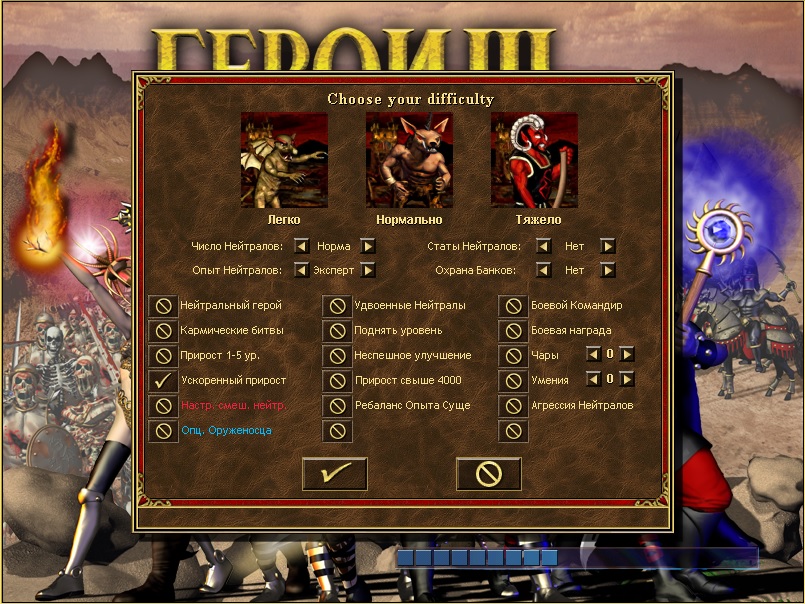 ГЕРОИ III
Choose your difficulty
Легко Нормально Тяжело
Число Нейтралов: Норма Статы Нейтралов: Нет
Опыт Нейтралов: Эксперт Охрана Банков: Нет
Нейтральный герой Удвоенные Нейтралы Боевой Командир
Кармические битвы Поднять уровень Боевая награда
Прирост 1-5 ур. Неспешное улучшение Чары 0
Ускоренный прирост Прирост свыше 4000 Умения 0
Настр. смеш. нейтр. Ребаланс Опыта Суще Агрессия Нейтралов
Опц. Оруженосца